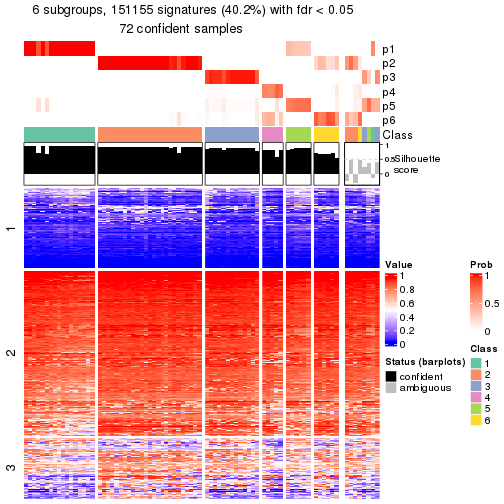 6 subgroups, 151155 signatures (40.2%) with fdr < 0.05
72 confident samples
p1
p2
p3
p4
p5
p6
Class
1
0.5
0
Silhouette
score
1
2
3
Value
1
0.8
0.6
0.4
0.2
0
Status (barplots)
confident
ambiguous
Prob
1
0.5
0
Class
1
2
3
4
5
6